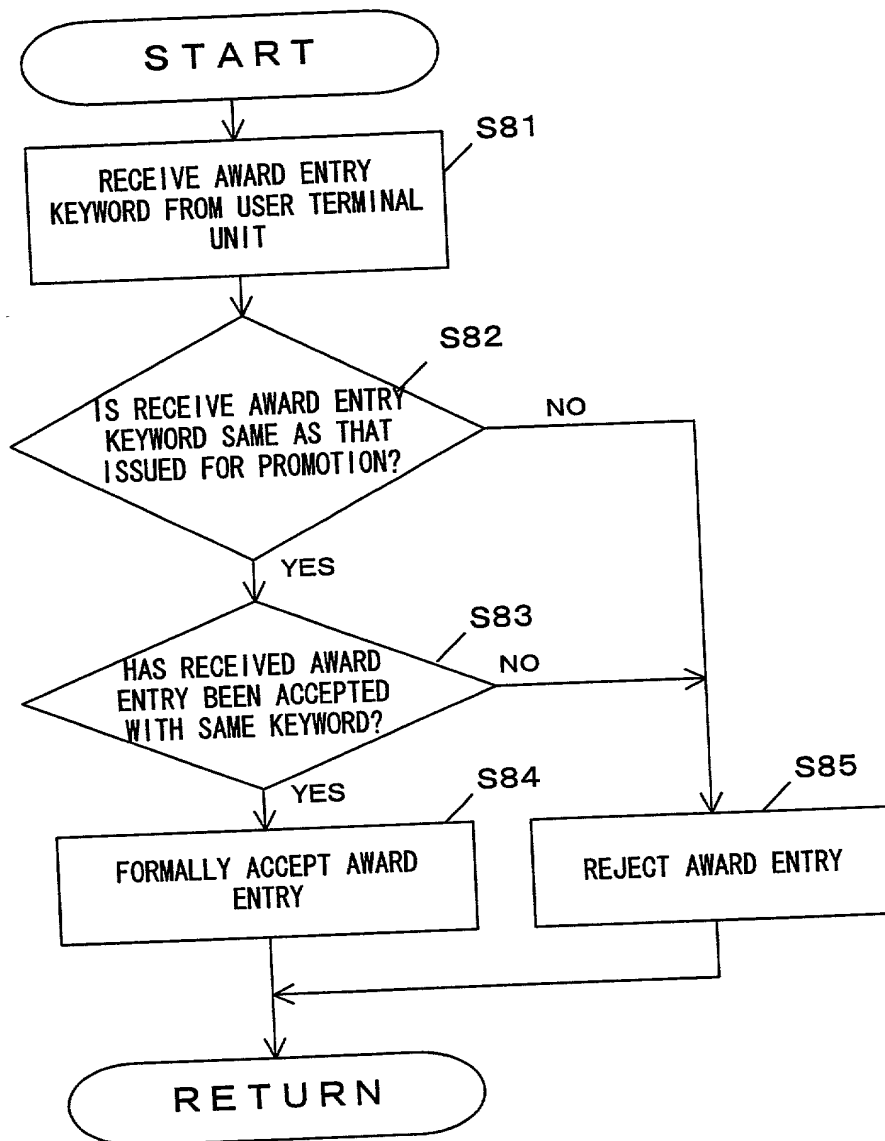 START
S81
RECEIVE AWARD ENTRY
KEYWORD FROM USER TERMINAL
UNIT
S82
IS RECEIVE AWARD ENTRY
KEYWORD SAME AS THAT
ISSUED FOR PROMOTION?
NO
YES
S83
HAS RECEIVED AWARD
ENTRY BEEN ACCEPTED
WITH SAME KEYWORD?
NO
YES
S84
FORMALLY ACCEPT AWARD
ENTRY
S85
REJECT AWARD ENTRY
RETURN